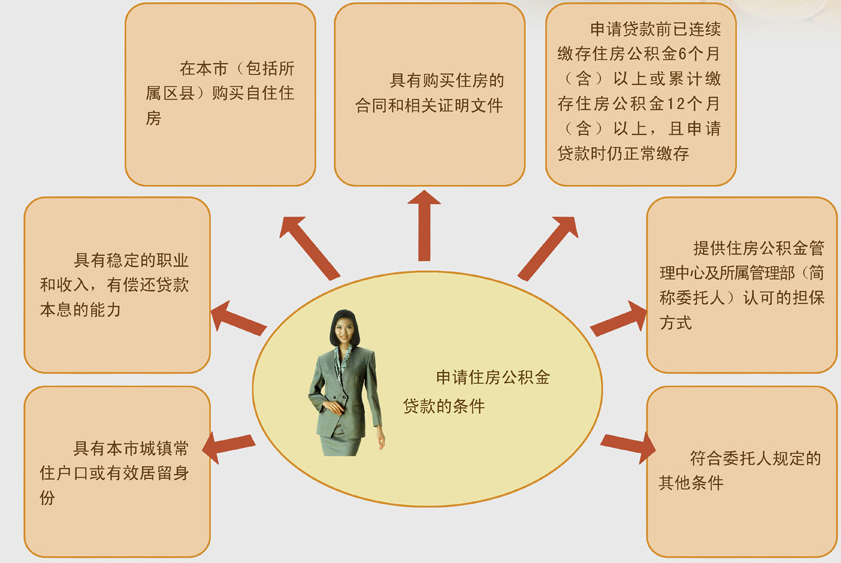 在本市（包括所
属区县）购买自住住
房
具有购买住房的
合同和相关证明文件
申请贷款前已连续
缴存住房公积金6个月
（含）以上或累计缴
存住房公积金12个月
（含）以上，且申请
贷款时仍正常缴存
具有稳定的职业
和收入，有偿还贷款
本息的能力
提供住房公积金管
理中心及所属管理部（简
称委托人）认可的担保
方式
申请住房公积金
贷款的条件
具有本市城镇常
住户口或有效居留身
份
符合委托人规定的
其他条件